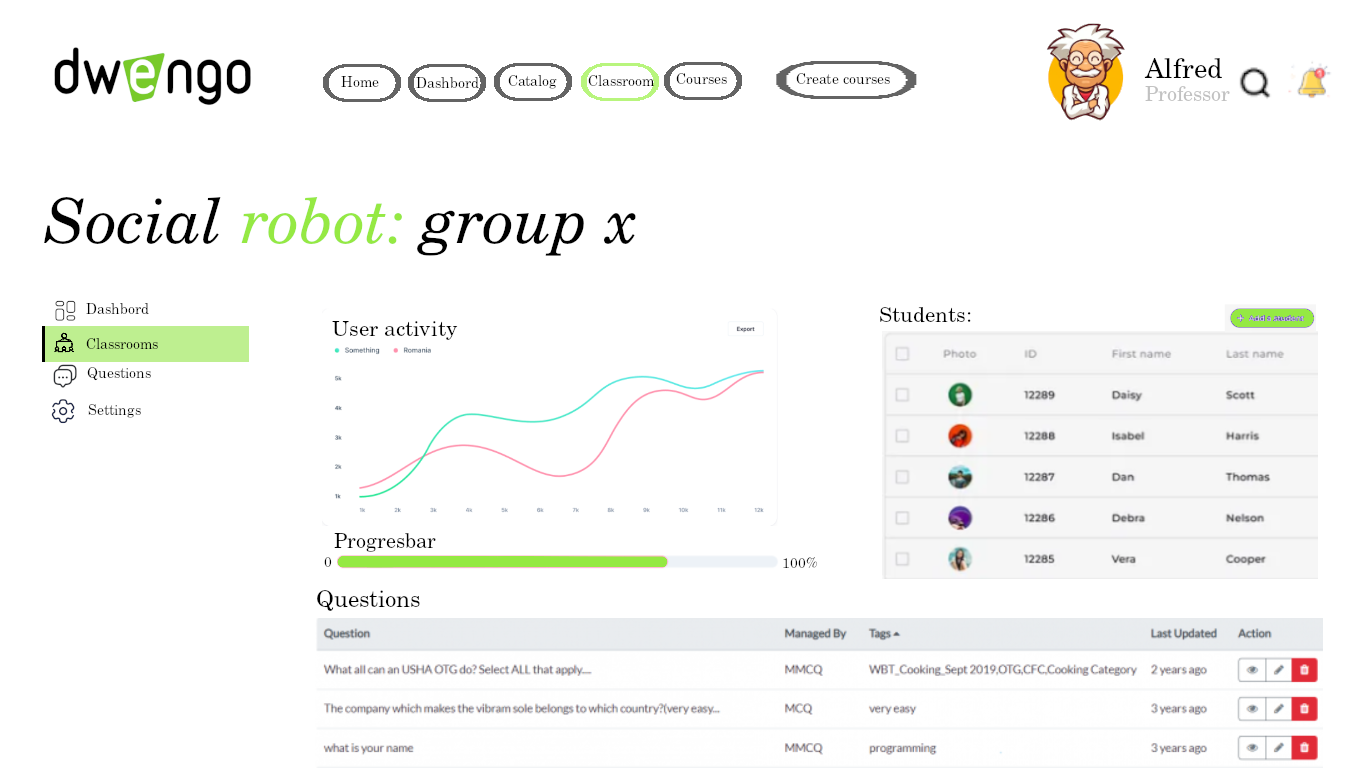 dwengo
Home
Dashbord
Catalog
Classroom
Courses
Create courses
Alfred
Professor
Social robot: group x
Dashbord
Classrooms
Questions
Settings
User activity
Export
Something Romania
5k
4k
3k
2k
1k
1k 2k 3k 4k 5k 6k 7k 8k 9k 10k 11k 12k
Progresbar
0 100%
Students:
Photo ID First name Last name
12289 Daisy Scott
12288 Isabel Harris
12287 Dan Thomas
12286 Debra Nelson
12285 Vera Cooper
Questions
Question Managed By Tags Last Updated Action
What all can an USHA OTG do? Select ALL that apply.... MMCQ WBT_Cooking_Sept 2019,OTG,CFC,Cooking Category 2 years ago
The company which makes the vibram sole belongs to which country?(very easy... MCQ very easy 3 years ago
what is your name MMCQ programming 3 years ago